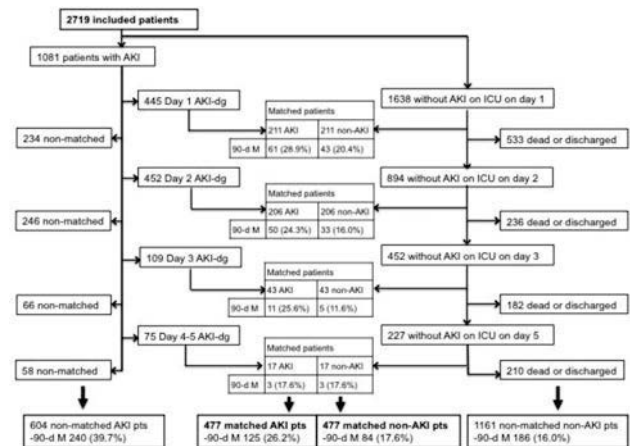 2719 included patients
1081 patients with AKI
445 Day 1 AKI-dg
Matched patients
211 AKI 211 non-AKI
90-d M 61 (28.9%) 43 (20.4%)
1638 without AKI on ICU on day 1
234 non-matched
533 dead or discharged
452 Day 2 AKI-dg
Matched patients
206 AKI 206 non-AKI
90-d M 50 (24.3%) 33 (16.0%)
894 without AKI on ICU on day 2
246 non-matched
236 dead or discharged
109 Day 3 AKI-dg
Matched patients
43 AKI 43 non-AKI
90-d M 11 (25.6%) 5 (11.6%)
452 without AKI on ICU on day 3
66 non-matched
182 dead or discharged
75 Day 4-5 AKI-dg
Matched patients
17 AKI 17 non-AKI
90-d M 3 (17.6%) 3 (17.6%)
227 without AKI on ICU on day 5
58 non-matched
210 dead or discharged
604 non-matched AKI pts
-90-d M 240 (39.7%)
477 matched AKI pts
-90-d M 125 (26.2%)
477 matched non-AKI pts
-90-d M 84 (17.6%)
1161 non-matched non-AKI pts
-90-d M 186 (16.0%)